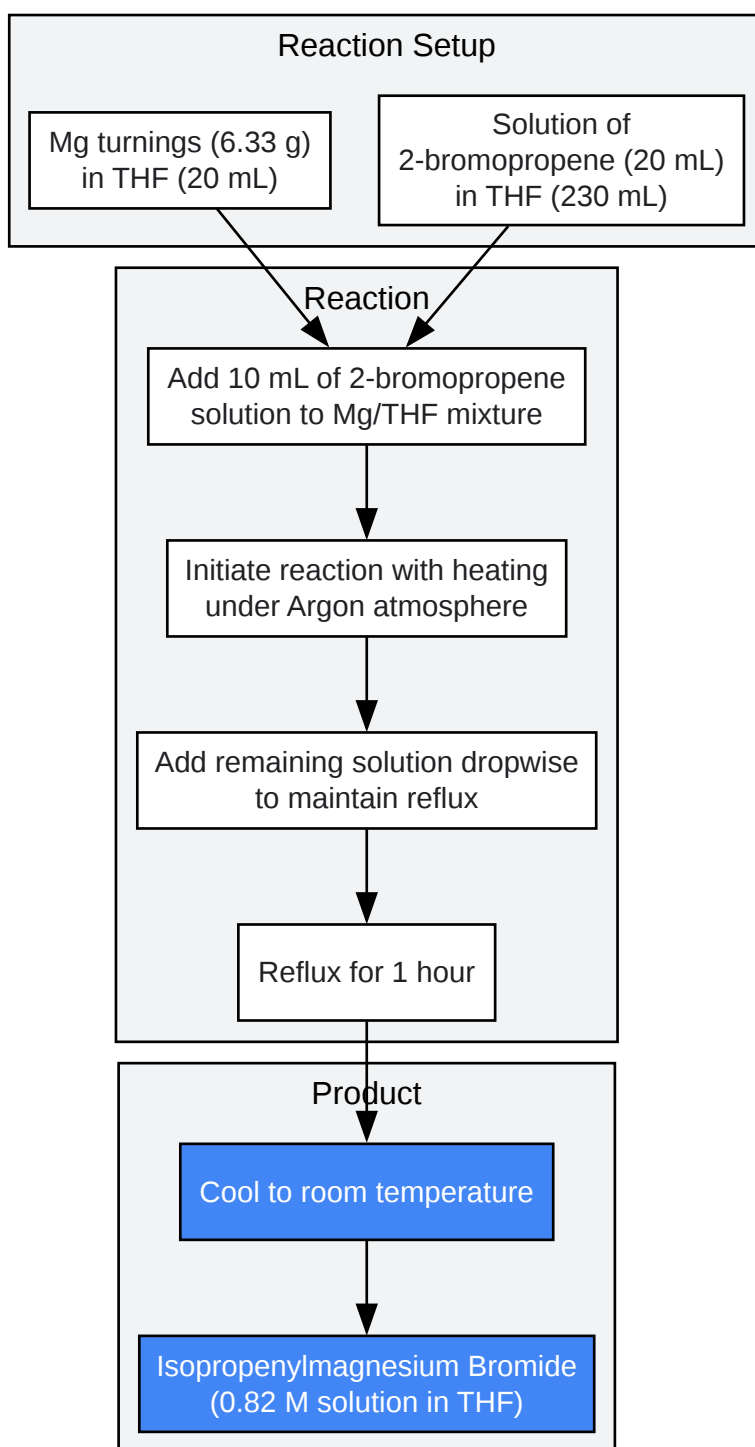 Reaction Setup
Mg turnings (6.33 g)
in THF (20 mL)
Solution of
2-bromopropene (20 mL)
in THF (230 mL)
Reaction
Add 10 mL of 2-bromopropene
solution to Mg/THF mixture
Initiate reaction with heating
under Argon atmosphere
Add remaining solution dropwise
to maintain reflux
Reflux for 1 hour
Product
Cool to room temperature
Isopropenylmagnesium Bromide
(0.82 M solution in THF)